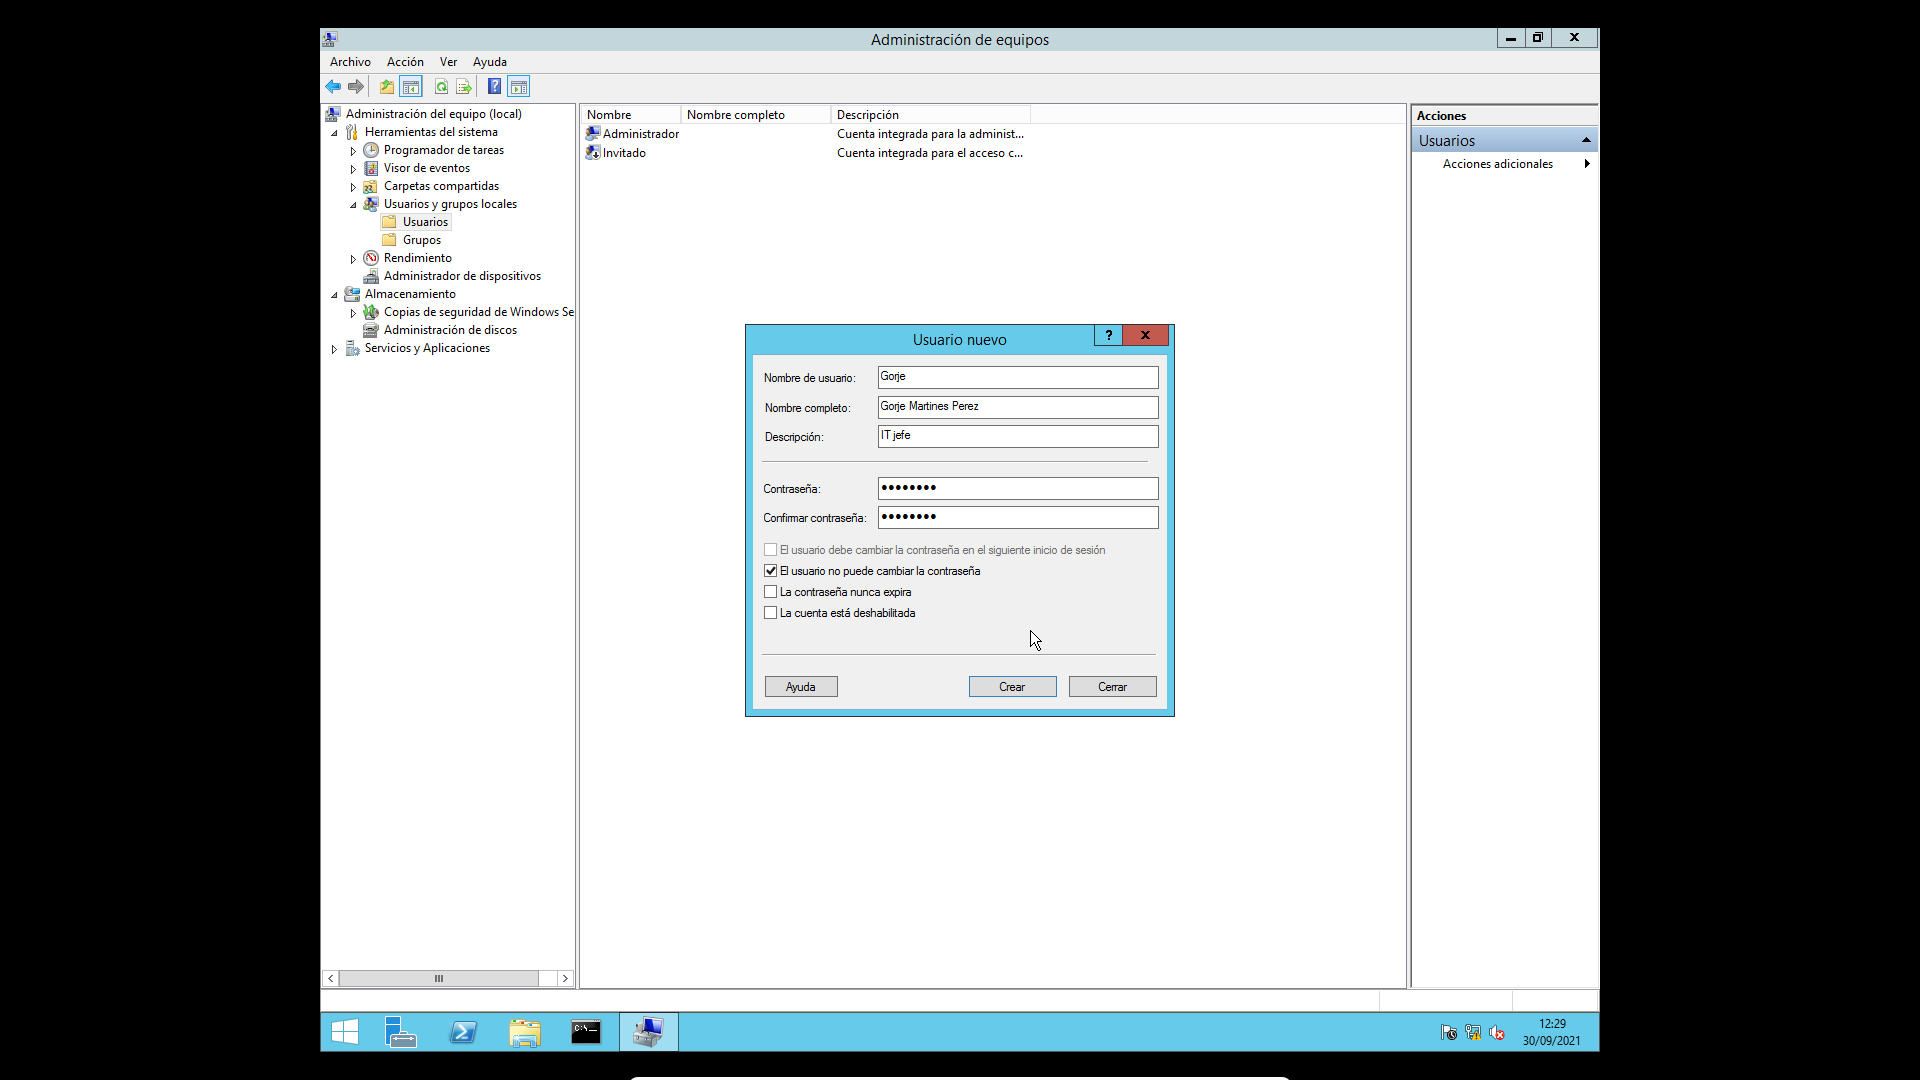 Administración de equipos
Archivo Acción Ver Ayuda
Administración del equipo (local)
Herramientas del sistema
Programador de tareas
Visor de eventos
Carpetas compartidas
Usuarios y grupos locales
Usuarios
Grupos
Rendimiento
Administrador de dispositivos
Almacenamiento
Copias de seguridad de Windows Se
Administración de discos
Servicios y Aplicaciones
Nombre Nombre completo Descripción
Administrador Cuenta integrada para la administ...
Invitado Cuenta integrada para el acceso c...
Acciones
Usuarios
Acciones adicionales
Usuario nuevo
Nombre de usuario: Gorje
Nombre completo: Gorje Martines Perez
Descripción: IT jefe
Contraseña: ●●●●●●●●
Confirmar contraseña: ●●●●●●●●
El usuario debe cambiar la contraseña en el siguiente inicio de sesión
El usuario no puede cambiar la contraseña
La contraseña nunca expira
La cuenta está deshabilitada
Ayuda Crear Cerrar
12:29
30/09/2021